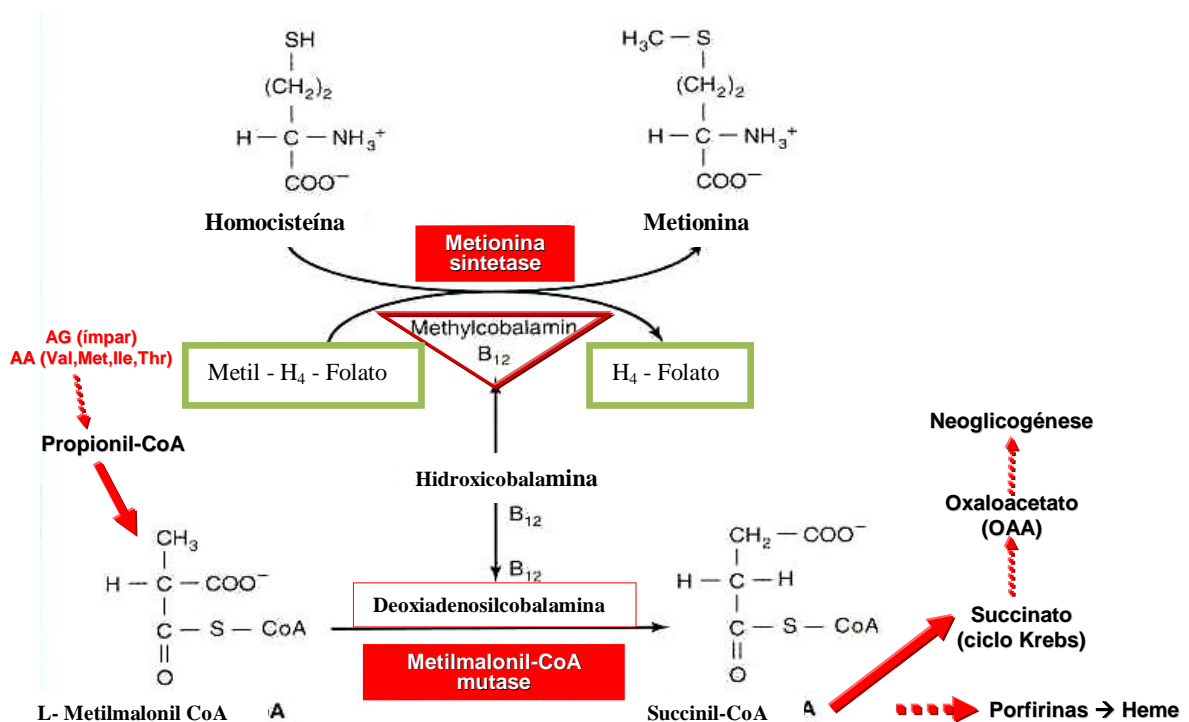 SH
(CH₂)₂
H – C – NH₃⁺
COO⁻
Homocisteína
H₃C – S
(CH₂)₂
H – C – NH₃⁺
COO⁻
Metionina
Metionina
sintetase
Methylcobalamin
B₁₂
AG (ímpar)
AA (Val,Met,Ile,Thr)
Metil - H₄ - Folato
H₄ - Folato
Propionil-CoA
Hidroxicobalamina
B₁₂
B₁₂
Deoxiadenosilcobalamina
Metilmalonil-CoA
mutase
CH₃
H – C – COO⁻
C – S – CoA
O
L- Metilmalonil CoA A
CH₂ – COO⁻
H – C – H
C – S – CoA
O
Succinil-CoA A
Neoglicogénese
Oxaloacetato
(OAA)
Succinato
(ciclo Krebs)
Porfirinas → Heme